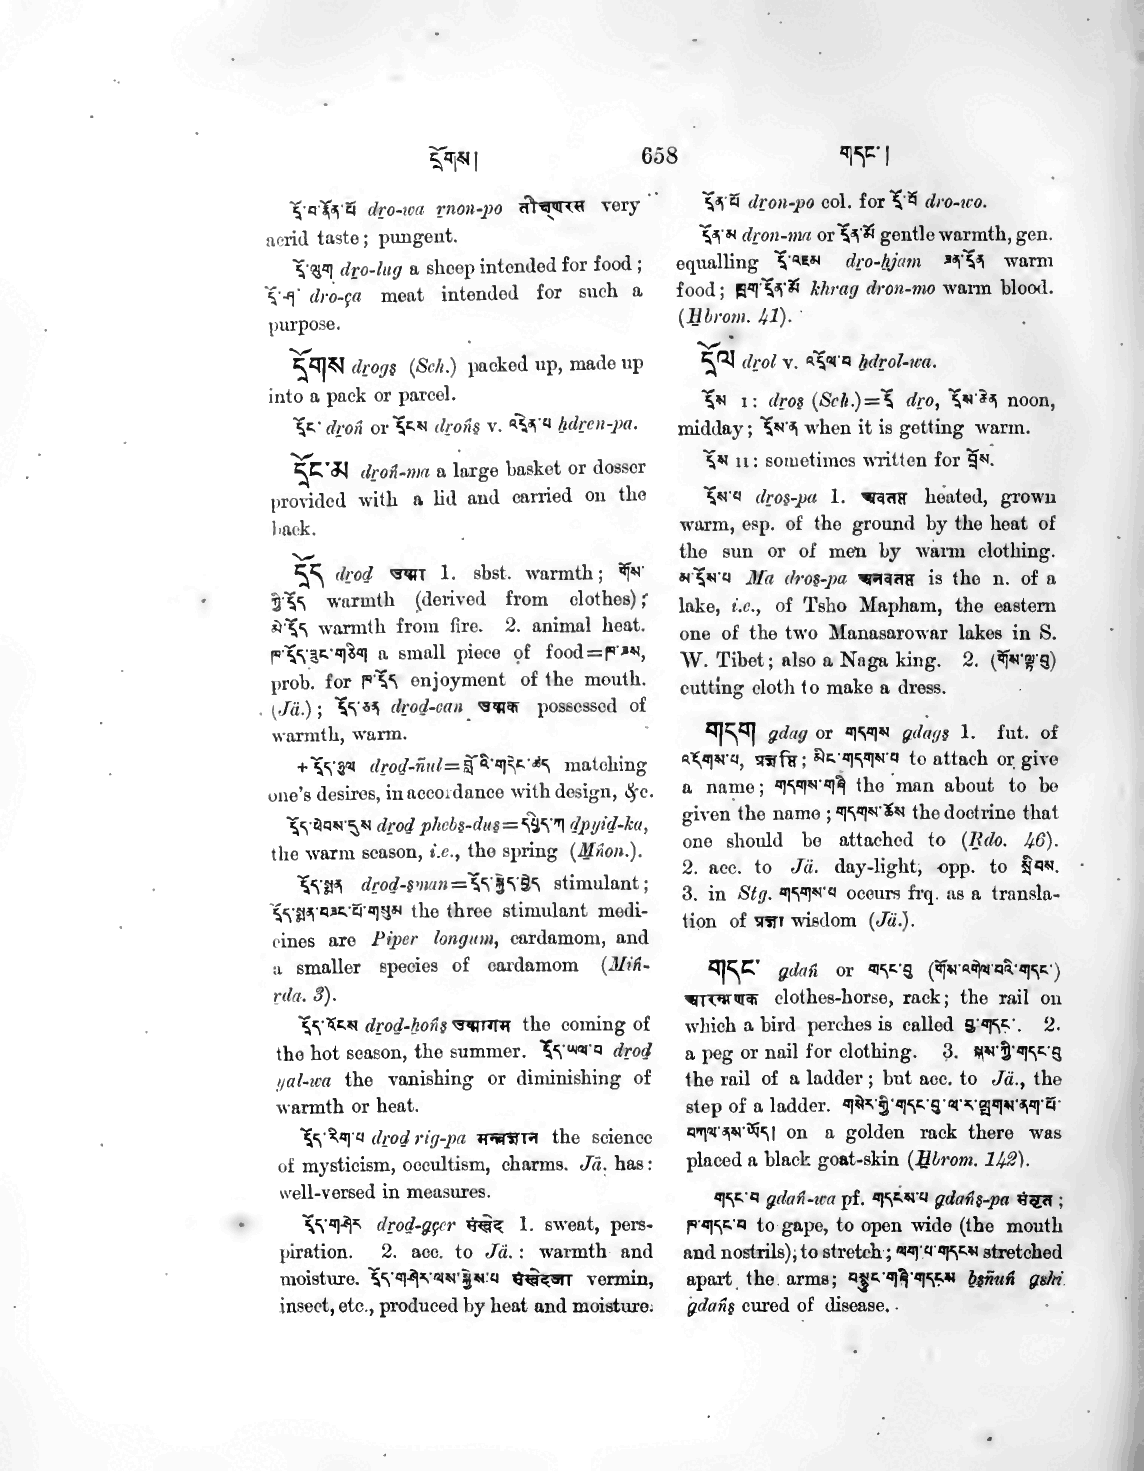 དྲོགས། 658 གདང་།
དྲོ་བ་རྣོན་པོ dro-wa rnon-po तीक्ष्णरस very
acrid taste; pungent.
དྲོ་ལུག dro-lug a sheep intended for food;
དྲོ་ཤ dro-ça meat intended for such a
purpose.
དྲོགས drogs (Sch.) packed up, made up
into a pack or parcel.
དྲོང་ droṅ or དྲོངས droṅs v. འདྲེན་པ ḥdren-pa.
དྲོང་མ droṅ-ma a large basket or dosser
provided with a lid and carried on the
back.
དྲོད drod उष्मा 1. sbst. warmth; གོས་
ཀྱི་དྲོད warmth (derived from clothes);
མེ་དྲོད warmth from fire. 2. animal heat.
ཁ་དྲོད་ཟུང་གཅིག a small piece of food=ཁ་ཟས,
prob. for ཁ་དྲོད enjoyment of the mouth.
(Jä.); དྲོད་ཅན drod-can उष्मक possessed of
warmth, warm.
+ དྲོད་ཉུལ drod-ñul=བློ་འི་གདེང་ཚོད matching
one's desires, in accordance with design, &c.
དྲོད་ཕེབས་དུས drod phebs-dus=དཔྱིད་ཀ dpyid-ka,
the warm season, i.e., the spring (Mṅon.).
དྲོད་སྨན drod-sman=དྲོད་སྐྱེད་བྱེད stimulant;
དྲོད་སྨན་བཟང་པོ་གསུམ the three stimulant medi-
cines are Piper longum, cardamom, and
a smaller species of cardamom (Miṅ-
rda. 3).
དྲོད་འོངས drod-ḥoṅs उष्मागम the coming of
the hot season, the summer. དྲོད་ཡལ་བ drod
yal-wa the vanishing or diminishing of
warmth or heat.
དྲོད་རིག་པ drod rig-pa मन्त्रज्ञान the science
of mysticism, occultism, charms. Jä. has:
well-versed in measures.
དྲོད་གཤེར drod-gçer संस्वेद 1. sweat, pers-
piration. 2. acc. to Jä.: warmth and
moisture. དྲོད་གཤེར་ལས་སྐྱེས་པ संस्वेदजा vermin,
insect, etc., produced by heat and moisture.
དྲོན་པོ dron-po col. for དྲོ་བོ dro-wo.
དྲོན་མ dron-ma or དྲོན་མོ gentle warmth, gen.
equalling དྲོ་འཇམ dro-ḥjam ཟན་དྲོན warm
food; ཁྲག་དྲོན་མོ khrag dron-mo warm blood.
(Hbrom. 41).
དྲོལ drol v. འདྲོལ་བ ḥdrol-wa.
དྲོས I: dros (Sch.)=དྲོ dro, དྲོས་ཆེན noon,
midday; དྲོས་ན when it is getting warm.
དྲོས II: sometimes written for གྲོས.
དྲོས་པ dros-pa 1. अवतप्त heated, grown
warm, esp. of the ground by the heat of
the sun or of men by warm clothing.
མ་དྲོས་པ Ma dros-pa अनवतप्त is the n. of a
lake, i.e., of Tsho Mapham, the eastern
one of the two Manasarowar lakes in S.
W. Tibet; also a Naga king. 2. (གོས་ལྟ་བུ)
cutting cloth to make a dress.
གདག gdag or གདགས gdags 1. fut. of
འདོགས་པ, प्रज्ञप्ति; མིང་གདགས་པ to attach or give
a name; གདགས་གཞི the man about to be
given the name; གདགས་ཆོས the doctrine that
one should be attached to (Rdo. 46).
2. acc. to Jä. day-light, opp. to སྲིབས.
3. in Stg. གདགས་པ occurs frq. as a transla-
tion of प्रज्ञा wisdom (Jä.).
གདང་ gdaṅ or གདང་བུ (གོས་འགེལ་བའི་གདང་)
clothes-horse, rack; the rail on
which a bird perches is called བྱ་གདང་. 2.
a peg or nail for clothing. 3. སྐས་ཀྱི་གདང་བུ
the rail of a ladder; but acc. to Jä., the
step of a ladder. གསེར་གྱི་གདང་བུ་ལ་ར་ལྤགས་ནག་པོ་
བཀལ་ནས་ཡོད། on a golden rack there was
placed a black goat-skin (Hbrom. 142).
གདང་བ gdaṅ-wa pf. གདངས་པ gdaṅs-pa संवृत;
ཁ་གདང་བ to gape, to open wide (the mouth
and nostrils); to stretch; ལག་པ་གདངས stretched
apart the arms; བསྙུང་གཞི་གདངས bsñuṅ gshi
gdaṅs cured of disease.